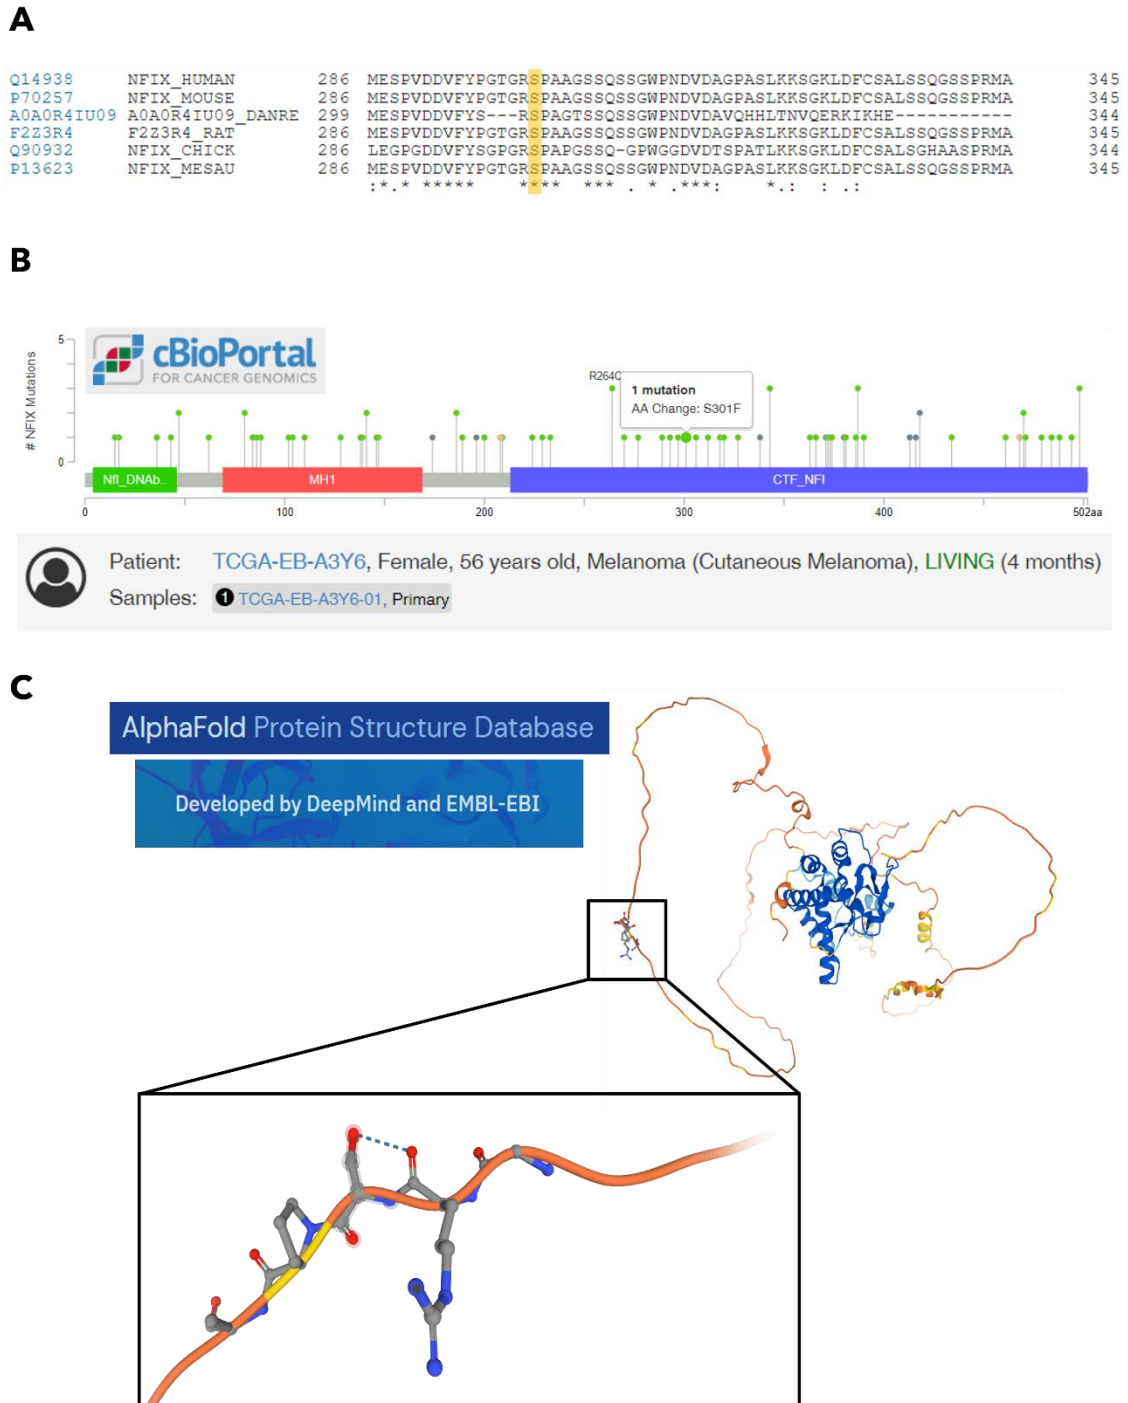 A
Q14938 NFIX_HUMAN 286 MESPVDDVFYPGTGRSPAAGSSQSSGWPNDVDAGPASLKKSGKLDFCSALSSQGSSPRMA 345
P70257 NFIX_MOUSE 286 MESPVDDVFYPGTGRSPAAGSSQSSGWPNDVDAGPASLKKSGKLDFCSALSSQGSSPRMA 345
A0A0R4IU09 A0A0R4IU09_DANRE 299 MESPVDDVFYS---RSPAGTSSQSSGWPNDVDAVQHHLTNVQERKIKHE----------- 344
F2Z3R4 F2Z3R4_RAT 286 MESPVDDVFYPGTGRSPAAGSSQSSGWPNDVDAGPASLKKSGKLDFCSALSSQGSSPRMA 345
Q90932 NFIX_CHICK 286 LEGPGDDVFYSGPGRSPAPGSSQ-GPWGGDVDTSPATLKKSGKLDFCSALSGHAASPRMA 344
P13623 NFIX_MESAU 286 MESPVDDVFYPGTGRSPAAGSSQSSGWPNDVDAGPASLKKSGKLDFCSALSSQGSSPRMA 345
:*.* ***** **** *** . * .***: *.: : .:
B
cBioPortal
FOR CANCER GENOMICS
# NFIX Mutations
5
0
R264Q
1 mutation
AA Change: S301F
NfI_DNAb..
MH1
CTF_NFI
0 100 200 300 400 502aa
Patient: TCGA-EB-A3Y6, Female, 56 years old, Melanoma (Cutaneous Melanoma), LIVING (4 months)
Samples: 1 TCGA-EB-A3Y6-01, Primary
C
AlphaFold Protein Structure Database
Developed by DeepMind and EMBL-EBI